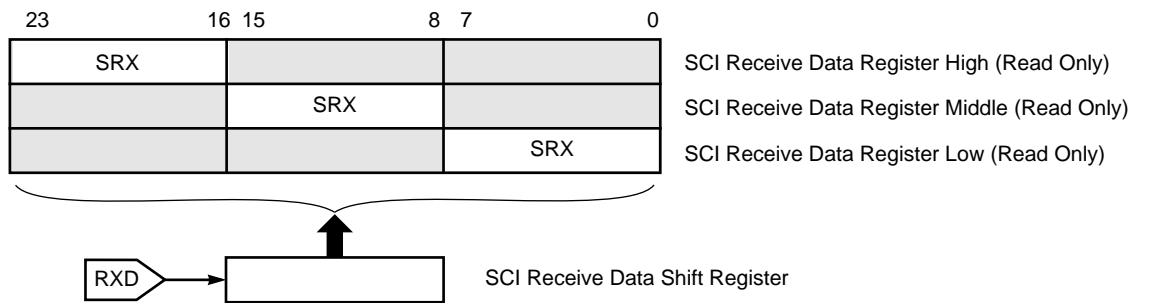 23 16 15 8 7 0
SRX SCI Receive Data Register High (Read Only)
SRX SCI Receive Data Register Middle (Read Only)
SRX SCI Receive Data Register Low (Read Only)
RXD SCI Receive Data Shift Register